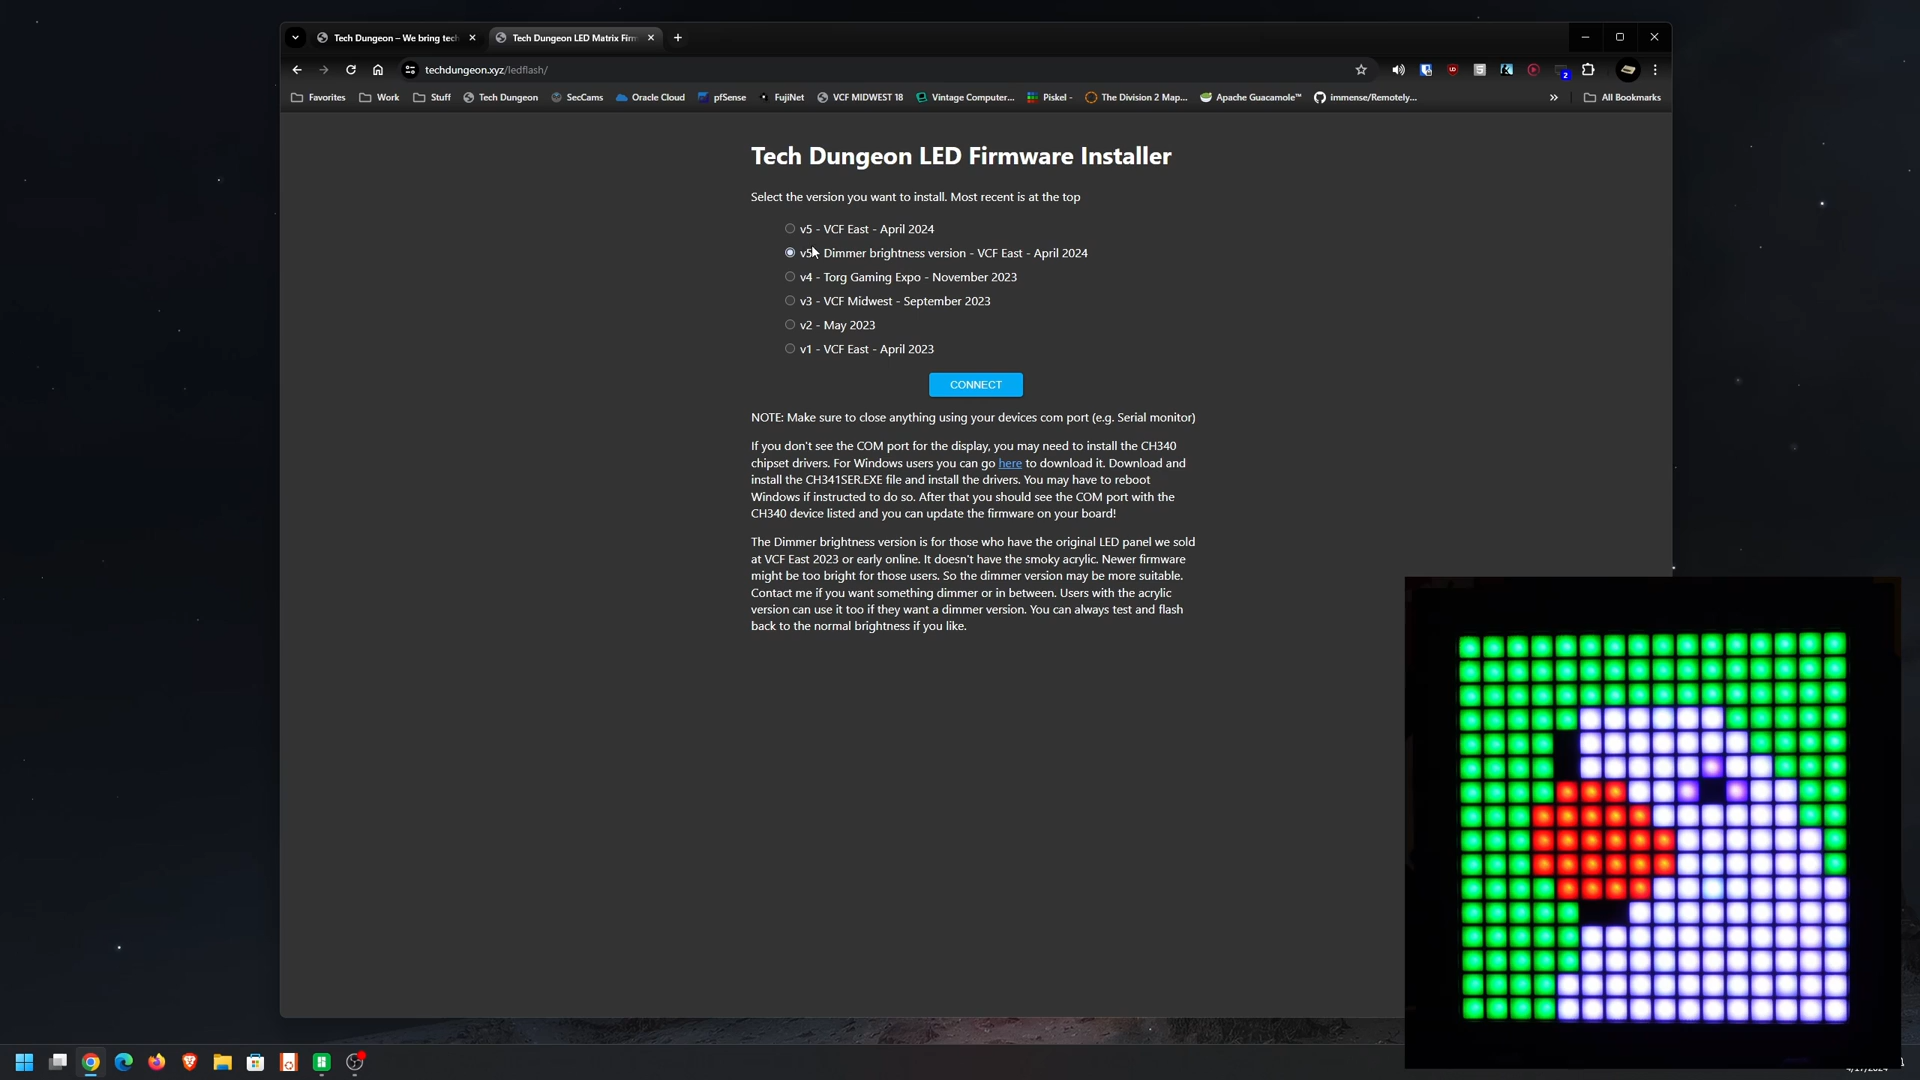 Tech Dungeon – We bring tec
Tech Dungeon LED Matrix Fir
techdungeon.xyz/ledflash/
2
Favorites
Work
Stuff
Tech Dungeon
SecCams
Oracle Cloud
pfSense
FujiNet
VCF MIDWEST 18
Vintage Computer...
Piskel -
The Division 2 Map...
Apache Guacamole™
immense/Remotely...
All Bookmarks
Tech Dungeon LED Firmware Installer
Select the version you want to install. Most recent is at the top
v5 - VCF East - April 2024
v5 - Dimmer brightness version - VCF East - April 2024
v4 - Torg Gaming Expo - November 2023
v3 - VCF Midwest - September 2023
v2 - May 2023
v1 - VCF East - April 2023
CONNECT
NOTE: Make sure to close anything using your devices com port (e.g. Serial monitor)
If you don't see the COM port for the display, you may need to install the CH340
chipset drivers. For Windows users you can go here to download it. Download and
install the CH341SER.EXE file and install the drivers. You may have to reboot
Windows if instructed to do so. After that you should see the COM port with the
CH340 device listed and you can update the firmware on your board!
The Dimmer brightness version is for those who have the original LED panel we sold
at VCF East 2023 or early online. It doesn't have the smoky acrylic. Newer firmware
might be too bright for those users. So the dimmer version may be more suitable.
Contact me if you want something dimmer or in between. Users with the acrylic
version can use it too if they want a dimmer version. You can always test and flash
back to the normal brightness if you like.